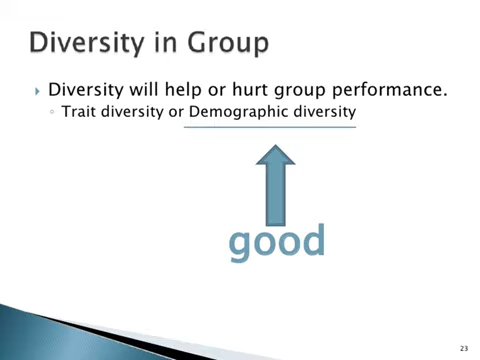 Diversity in Group
Diversity will help or hurt group performance.
Trait diversity or Demographic diversity
good
23